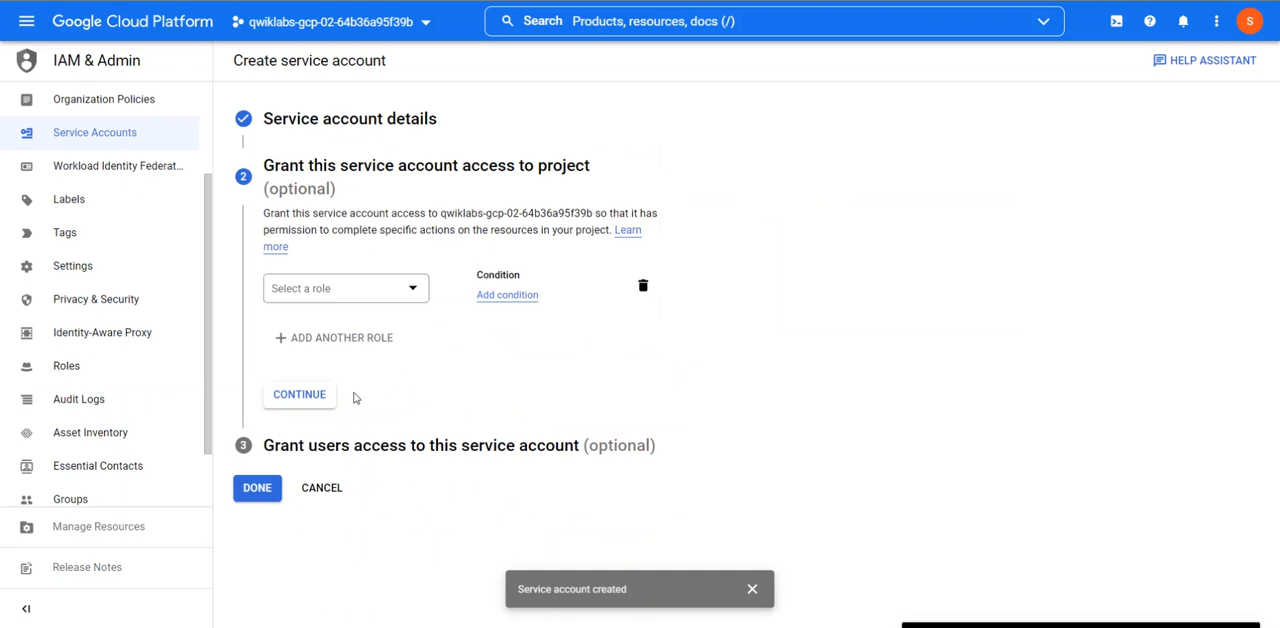 Google Cloud Platform
qwiklabs-gcp-02-64b36a95f39b
Search Products, resources, docs (/)
S
IAM & Admin
Create service account
HELP ASSISTANT
Organization Policies
Service Accounts
Workload Identity Federat...
Labels
Tags
Settings
Privacy & Security
Identity-Aware Proxy
Roles
Audit Logs
Asset Inventory
Essential Contacts
Groups
Manage Resources
Release Notes
Service account details
2
Grant this service account access to project
(optional)
Grant this service account access to qwiklabs-gcp-02-64b36a95f39b so that it has
permission to complete specific actions on the resources in your project. Learn
more
Select a role
Condition
Add condition
ADD ANOTHER ROLE
CONTINUE
3 Grant users access to this service account (optional)
DONE
CANCEL
Service account created